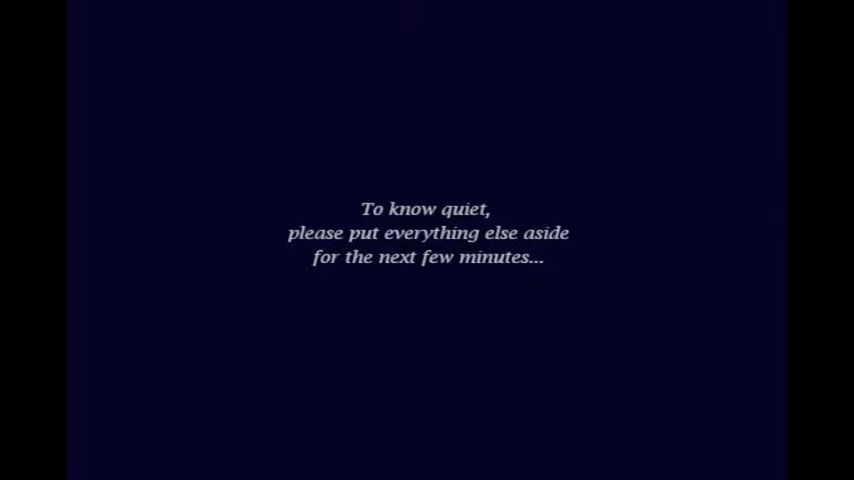 To know quiet,
please put everything else aside
for the next few minutes...